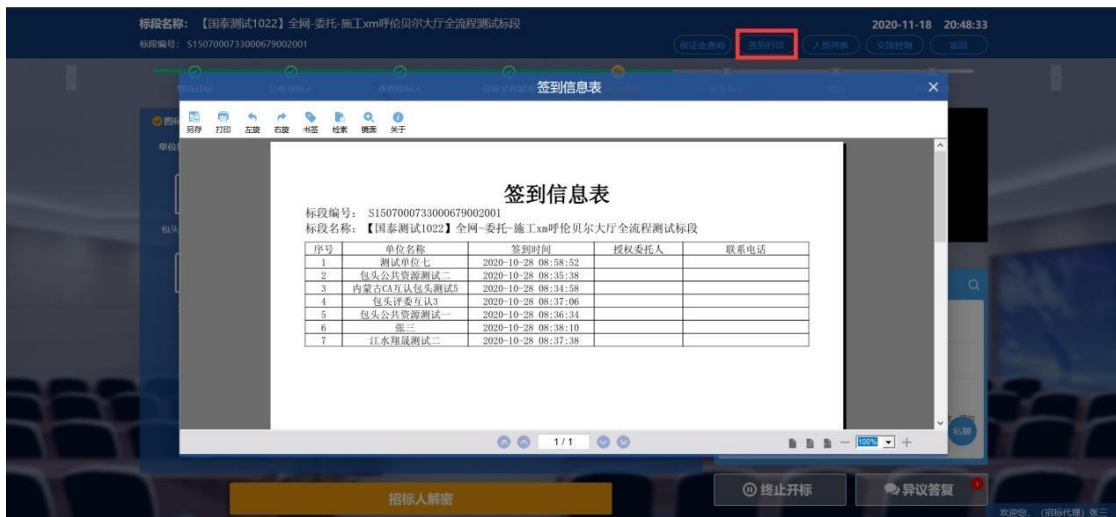 标段名称： 【国泰测试1022】全网-委托-施工xm呼伦贝尔大厅全流程测试标段
2020-11-18 20:48:33
标段编号： S1507000733000679002001
保证金查询 签到打印 人员列表 交流控制 返回
签到信息表
另存 打印 左旋 右旋 书签 检索 镜面 关于
签到信息表
标段编号： S1507000733000679002001
标段名称： 【国泰测试1022】全网-委托-施工xm呼伦贝尔大厅全流程测试标段
序号 单位名称 签到时间 授权委托人 联系电话
1 测试单位七 2020-10-28 08:58:52
2 包头公共资源测试二 2020-10-28 08:35:38
3 内蒙古CA互认包头测试5 2020-10-28 08:34:58
4 包头评委互认3 2020-10-28 08:37:06
5 包头公共资源测试一 2020-10-28 08:36:34
6 张三 2020-10-28 08:38:10
7 江水翔晟测试二 2020-10-28 08:37:38
私聊
1 / 1
100%
招标人解密
终止开标
异议答复
欢迎您，（招标代理）张三